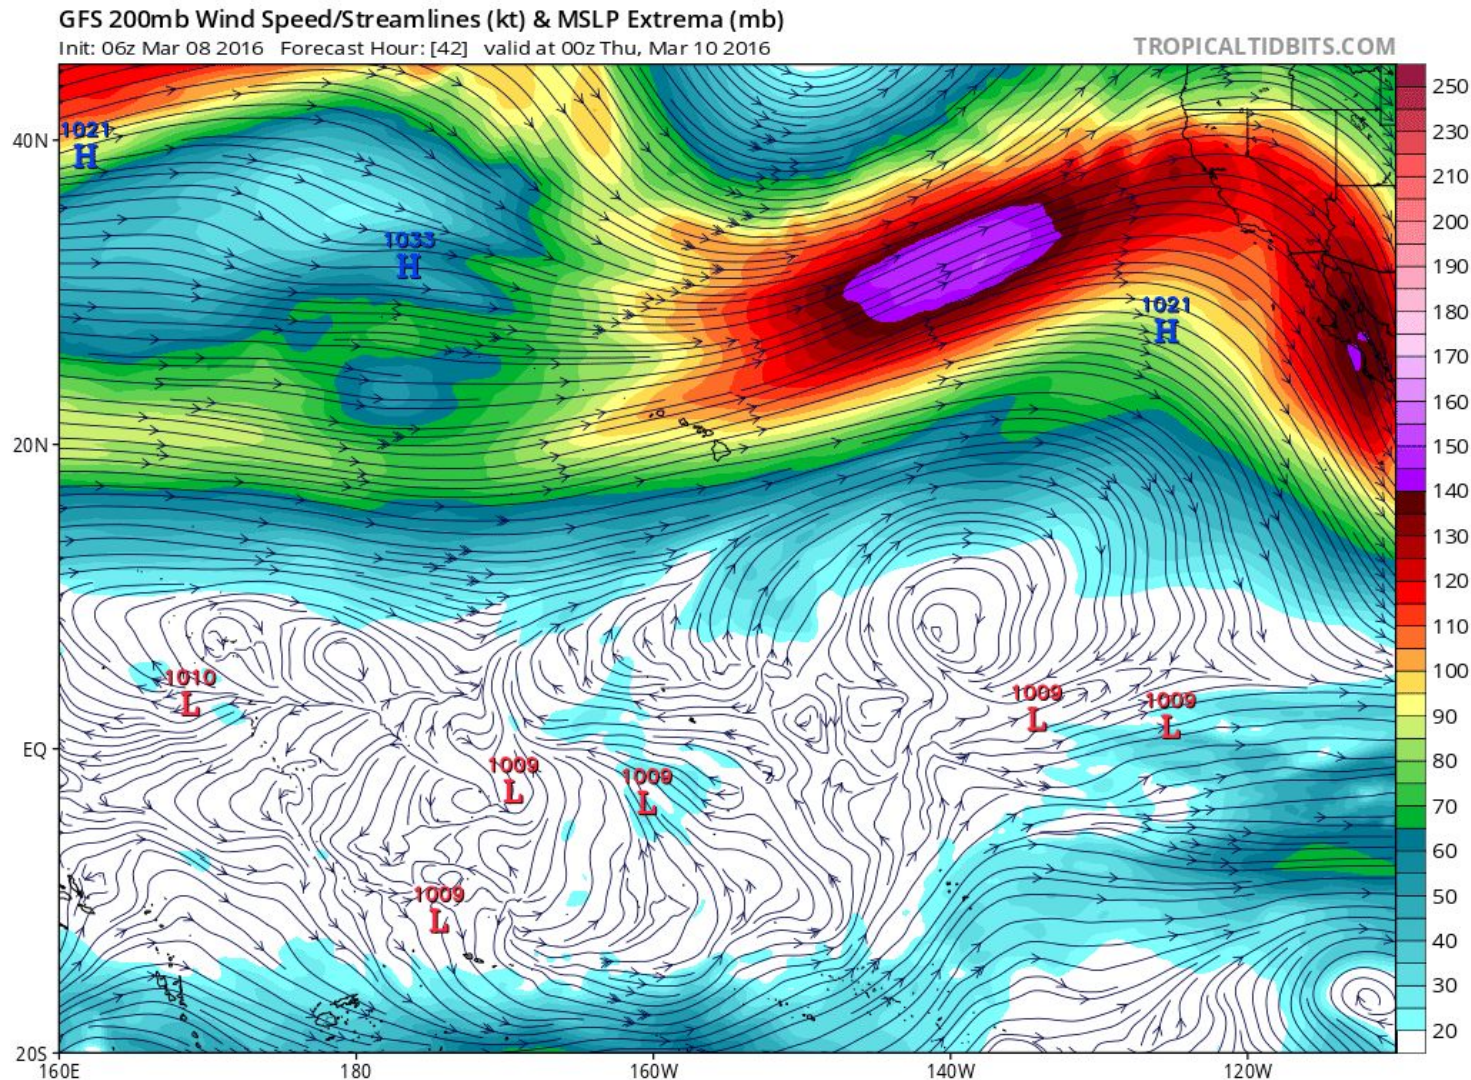 GFS 200mb Wind Speed/Streamlines (kt) & MSLP Extrema (mb)
Init: 06z Mar 08 2016 Forecast Hour: [42] valid at 00z Thu, Mar 10 2016
TROPICALTIDBITS.COM
250
230
210
200
190
180
170
160
150
140
130
120
110
100
90
80
70
60
50
40
30
20
40N
20N
EQ
20S
160E
180
160W
140W
120W
1021
H
1033
H
1021
H
1010
L
1009
L
1009
L
1009
L
1009
L
1009
L